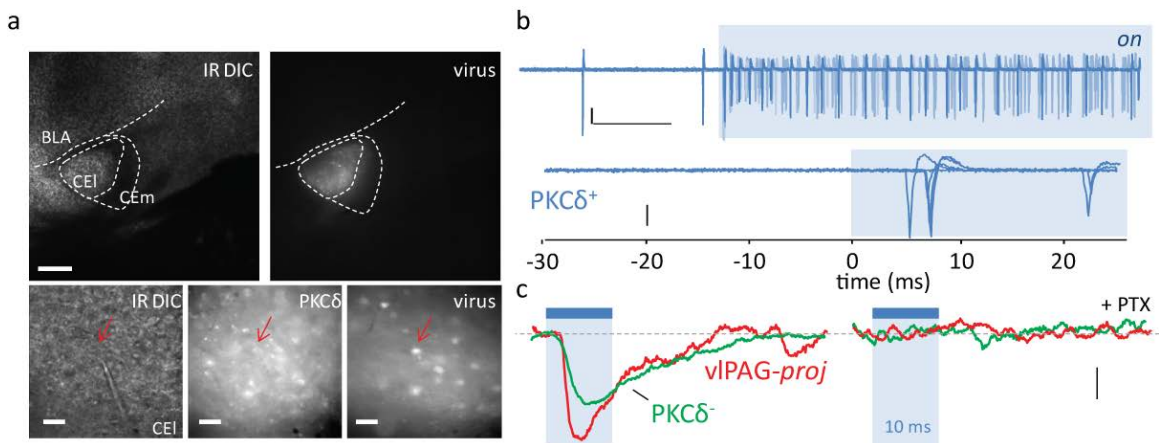 a
IR DIC
BLA
CEl
CEm
virus
IR DIC
CEl
PKCδ
virus
b
on
PKCδ⁺
-30 -20 -10 0 10 20
time (ms)
c
vlPAG-proj
PKCδ⁻
+ PTX
10 ms